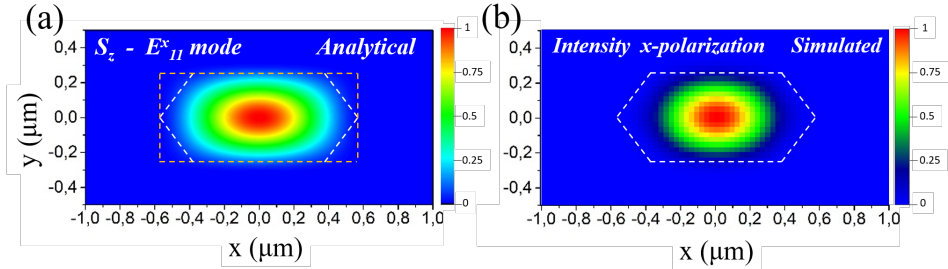 (a)
S_z - E^x_11 mode Analytical
0,4
0,2
0,0
-0,2
-0,4
y (μm)
-1,0 -0,8 -0,6 -0,4 -0,2 0,0 0,2 0,4 0,6 0,8 1,0
x (μm)
1
0.75
0.5
0.25
0
(b)
Intensity x-polarization Simulated
-1,0 -0,8 -0,6 -0,4 -0,2 0,0 0,2 0,4 0,6 0,8 1,0
x (μm)
1
0.75
0.5
0.25
0